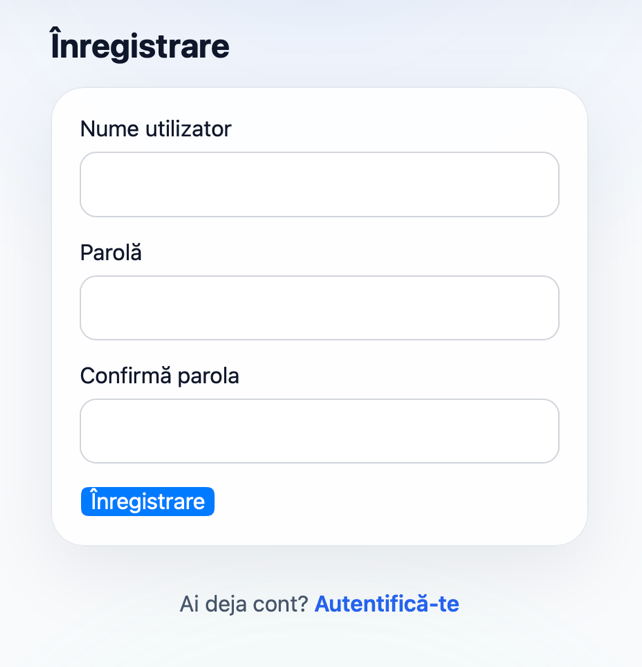 Înregistrare
Nume utilizator
Parolă
Confirmă parola
Înregistrare
Ai deja cont? Autentifică-te